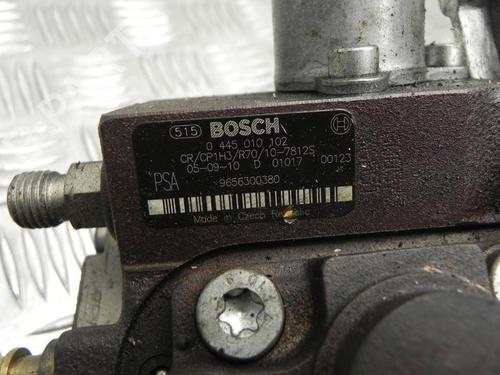 515 BOSCH
0 445 010 102
CR/CP1H3/R70/10-7812S
05-09-10 D 01017 00123
PSA 9656300380
Made in Czech Republic